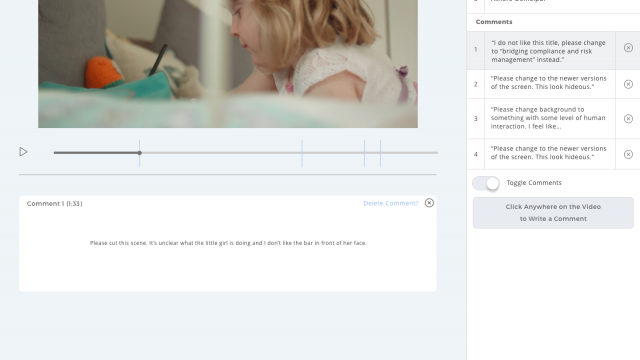 Comments
1
"I do not like this title, please change
to "bridging compliance and risk
management" instead."
2
"Please change to the newer versions
of the screen. This look hideous."
3
"Please change background to
something with some level of human
interaction. I feel like...
4
"Please change to the newer versions
of the screen. This look hideous."
Toggle Comments
Click Anywhere on the Video
to Write a Comment
Comment 1 (1:33)
Delete Comment?
Please cut this scene. It's unclear what the little girl is doing and I don't like the bar in front of her face.